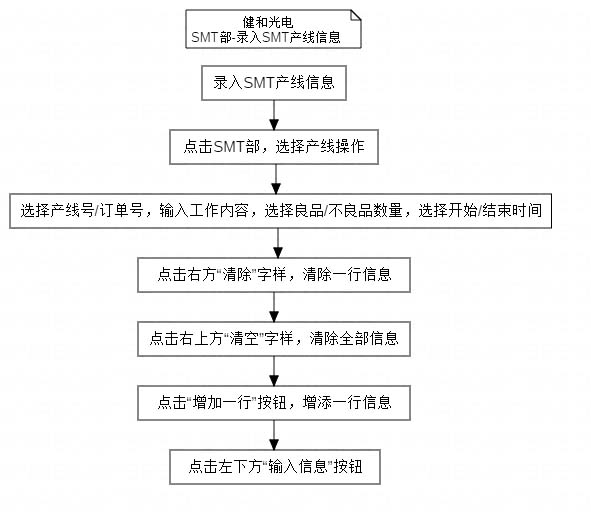 健和光电
SMT部-录入SMT产线信息
录入SMT产线信息
点击SMT部，选择产线操作
选择产线号/订单号，输入工作内容，选择良品/不良品数量，选择开始/结束时间
点击右方“清除”字样，清除一行信息
点击右上方“清空”字样，清除全部信息
点击“增加一行”按钮，增添一行信息
点击左下方“输入信息”按钮